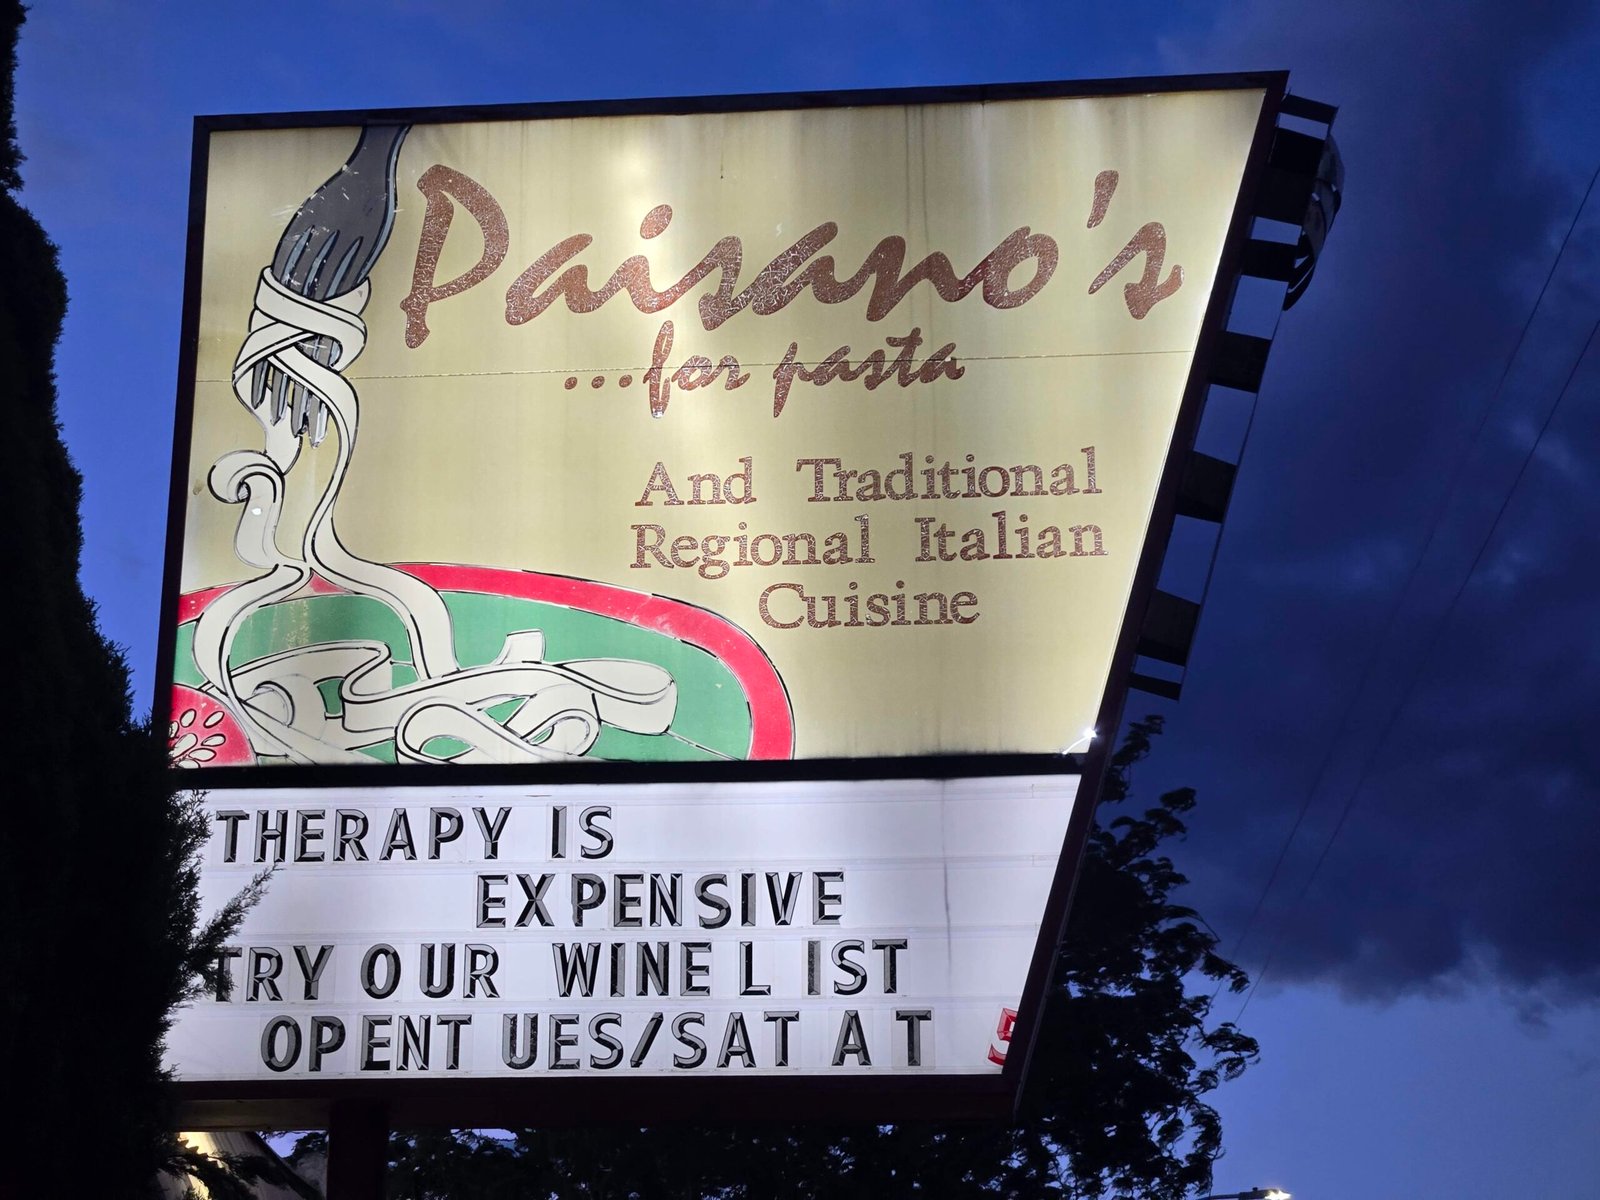 Paisano's
...for pasta
And Traditional
Regional Italian
Cuisine
THERAPY IS
EXPENSIVE
TRY OUR WINE LIST
OPEN TUES/SAT AT